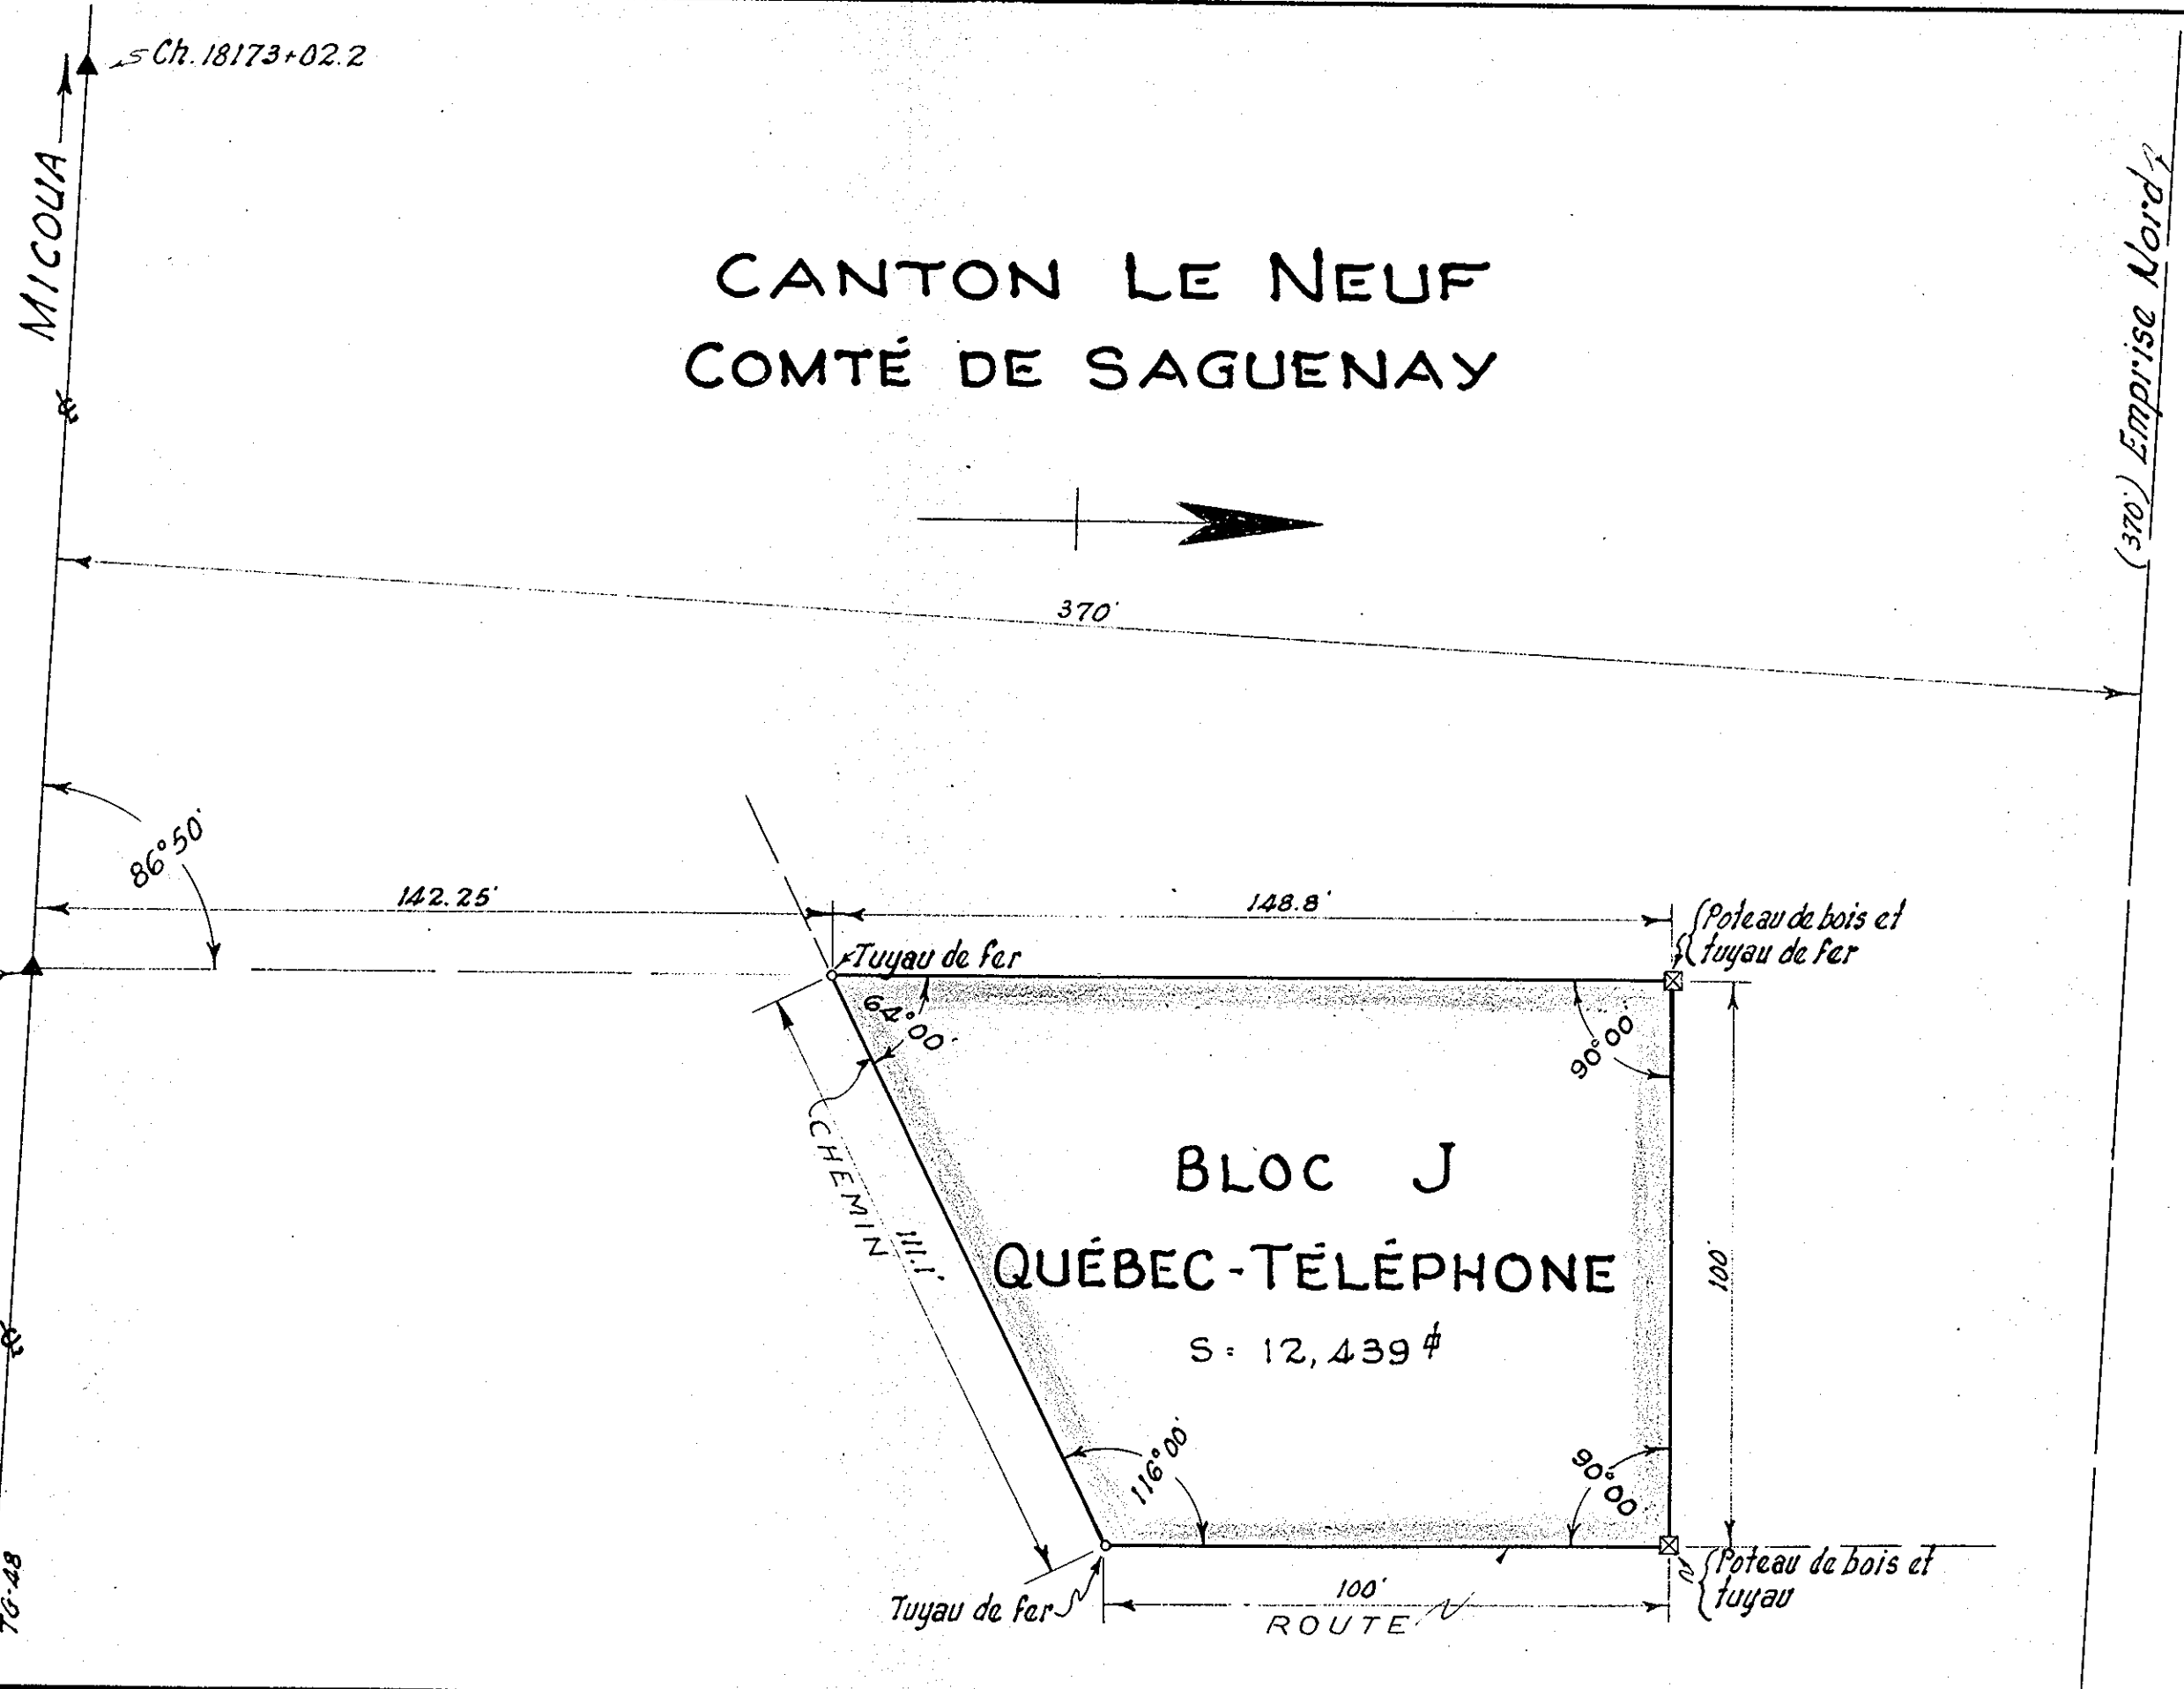 Ch. 18173+02.2
MICOUA
CANTON LE NEUF
COMTÉ DE SAGUENAY
(370') Emprise Nord
370'
86°50'
142.25'
148.8'
Tuyau de fer
{Poteau de bois et
tuyau de fer
64°00'
90°00'
CHEMIN
111.1'
BLOC J
QUÉBEC-TÉLÉPHONE
S = 12,439
100'
116°00'
90°00'
TG-48
Tuyau de fer
100'
ROUTE
{Poteau de bois et
tuyau